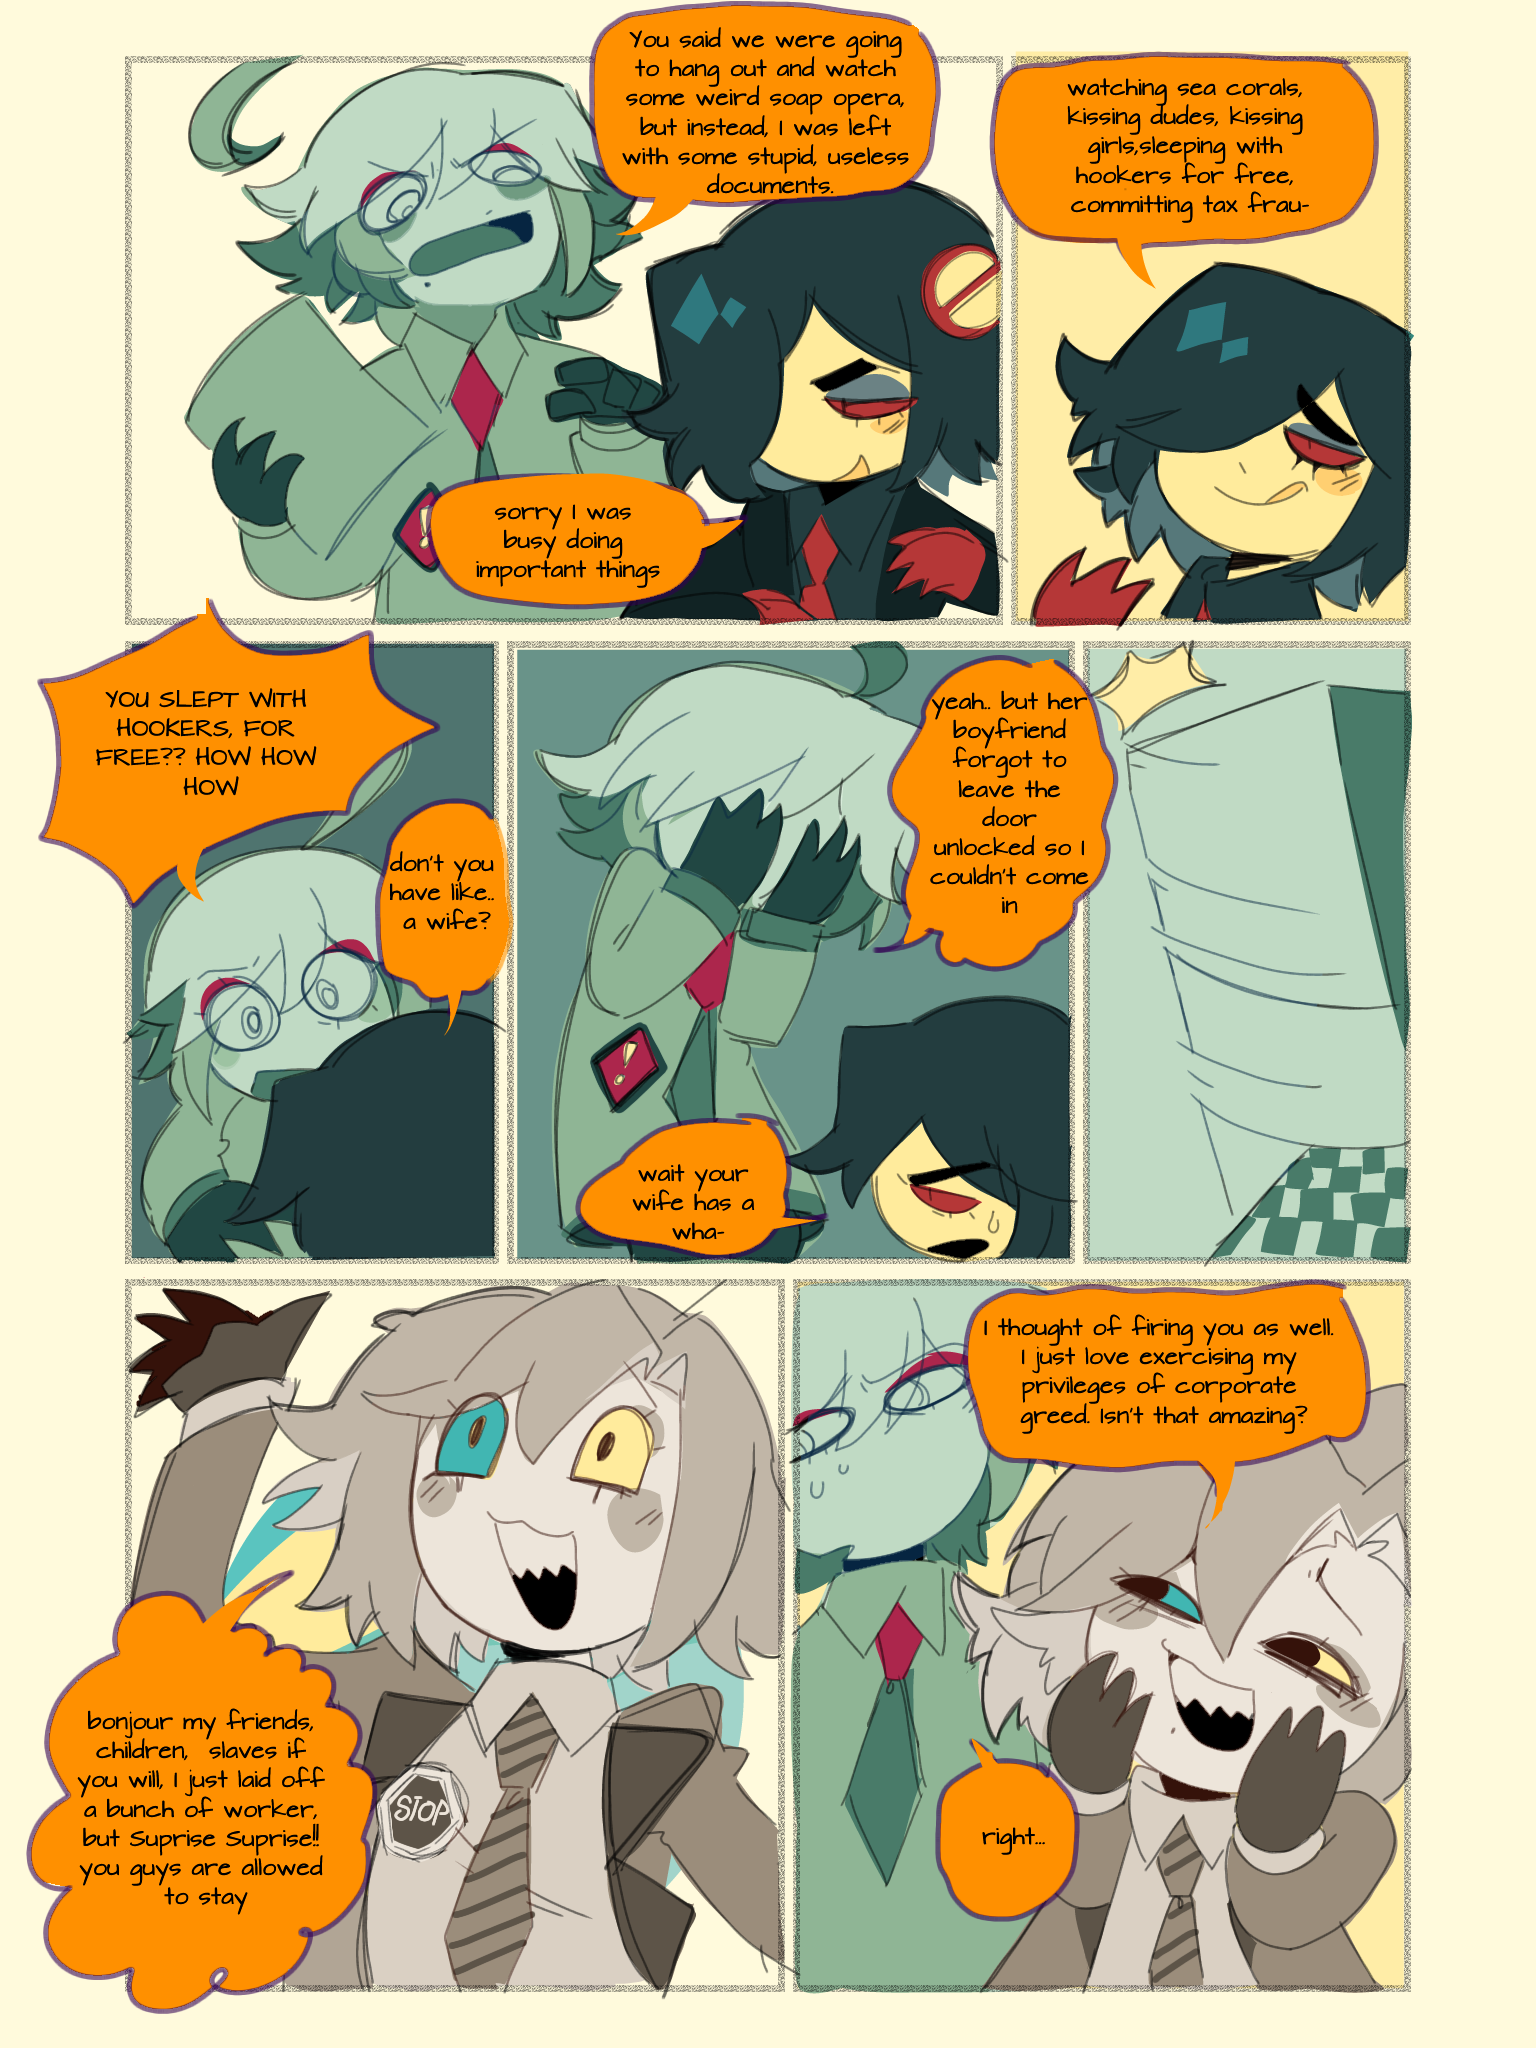 You said we were going
to hang out and watch
some weird soap opera,
but instead, I was left
with some stupid, useless
documents.
sorry I was
busy doing
important things
watching sea corals,
kissing dudes, kissing
girls,sleeping with
hookers for free,
committing tax frau-
YOU SLEPT WITH
HOOKERS, FOR
FREE?? HOW HOW
HOW
don't you
have like..
a wife?
yeah.. but her
boyfriend
forgot to
leave the
door
unlocked so I
couldn't come
in
wait your
wife has a
wha-
bonjour my friends,
children, slaves if
you will, I just laid off
a bunch of worker,
but Suprise Suprise!!
you guys are allowed
to stay
STOP
I thought of firing you as well.
I just love exercising my
privileges of corporate
greed. Isn't that amazing?
right...